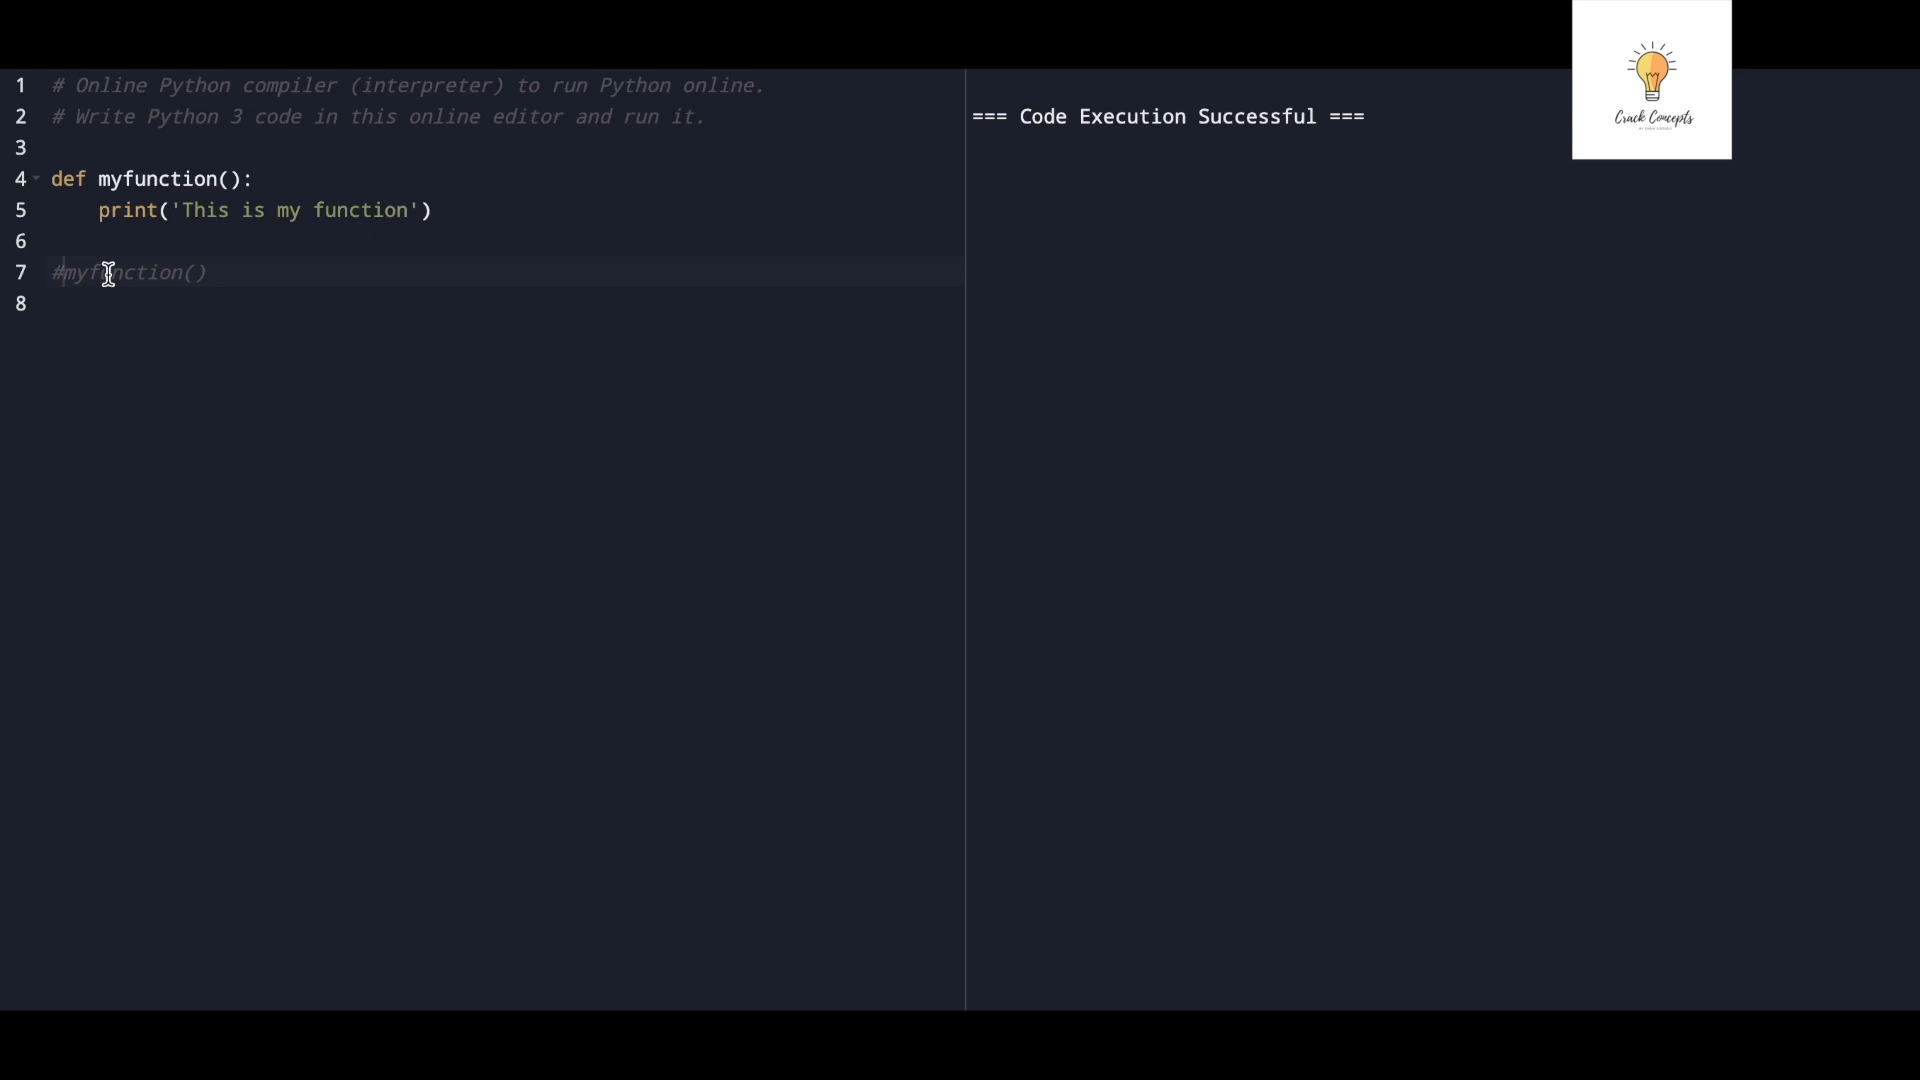 1 # Online Python compiler (interpreter) to run Python online.
2 # Write Python 3 code in this online editor and run it.
3
4 def myfunction():
5     print('This is my function')
6
7 #myfunction()
8
=== Code Execution Successful ===
Crack Concepts